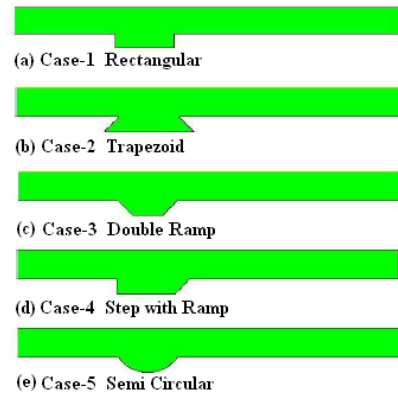 (a) Case-1 Rectangular
(b) Case-2 Trapezoid
(c) Case-3 Double Ramp
(d) Case-4 Step with Ramp
(e) Case-5 Semi Circular